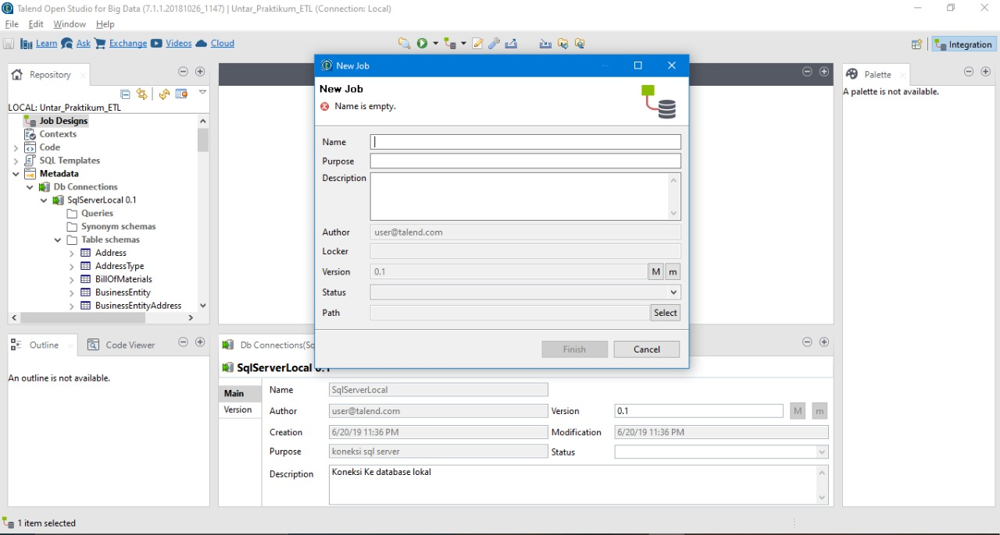 Talend Open Studio for Big Data (7.1.1.20181026_1147) | Untar_Praktikum_ETL (Connection: Local)
File Edit Window Help
Learn Ask Exchange Videos Cloud
Integration
Repository
LOCAL: Untar_Praktikum_ETL
Job Designs
Contexts
Code
SQL Templates
Metadata
Db Connections
SqlServerLocal 0.1
Queries
Synonym schemas
Table schemas
Address
AddressType
BillOfMaterials
BusinessEntity
BusinessEntityAddress
New Job
New Job
Name is empty.
Name
Purpose
Description
Author user@talend.com
Locker
Version 0.1 M m
Status
Path Select
Finish Cancel
Palette
A palette is not available.
Outline Code Viewer
An outline is not available.
Db Connections(Sq
SqlServerLocal 0.1
Main
Version
Name SqlServerLocal
Author user@talend.com Version 0.1 M m
Creation 6/20/19 11:36 PM Modification 6/20/19 11:36 PM
Purpose koneksi sql server Status
Description Koneksi Ke database lokal
1 item selected